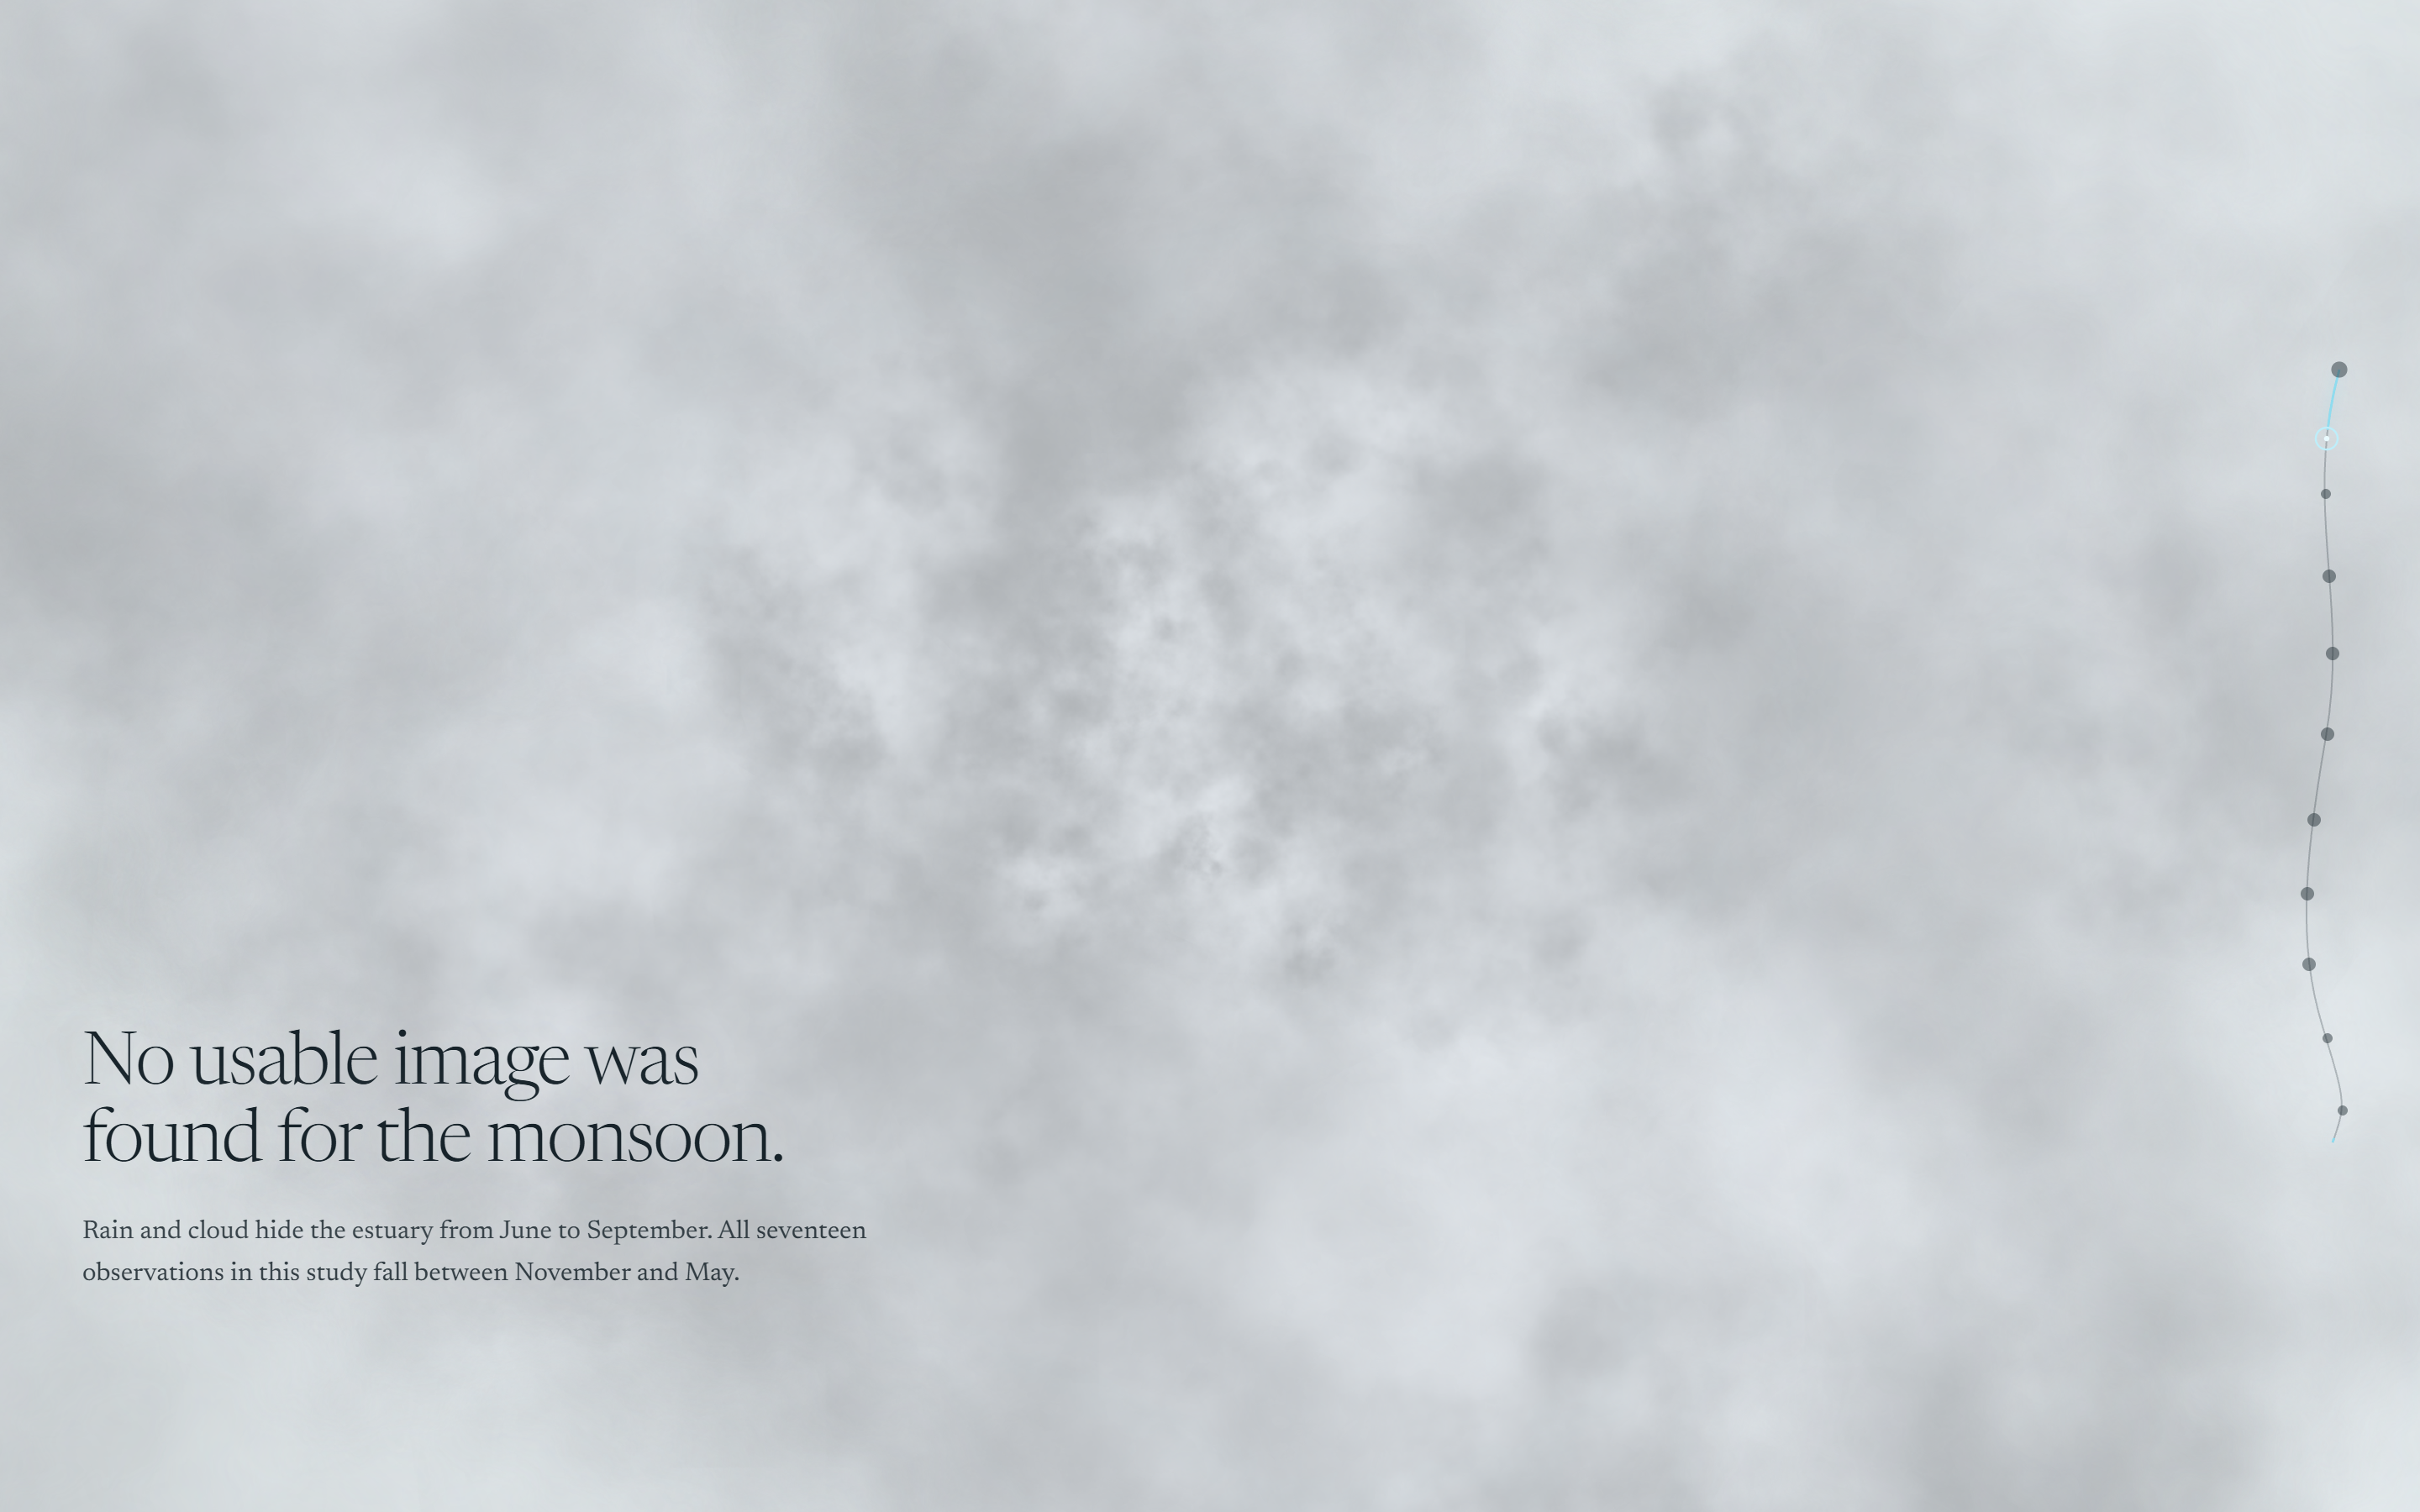 No usable image was
found for the monsoon.
Rain and cloud hide the estuary from June to September. All seventeen
observations in this study fall between November and May.